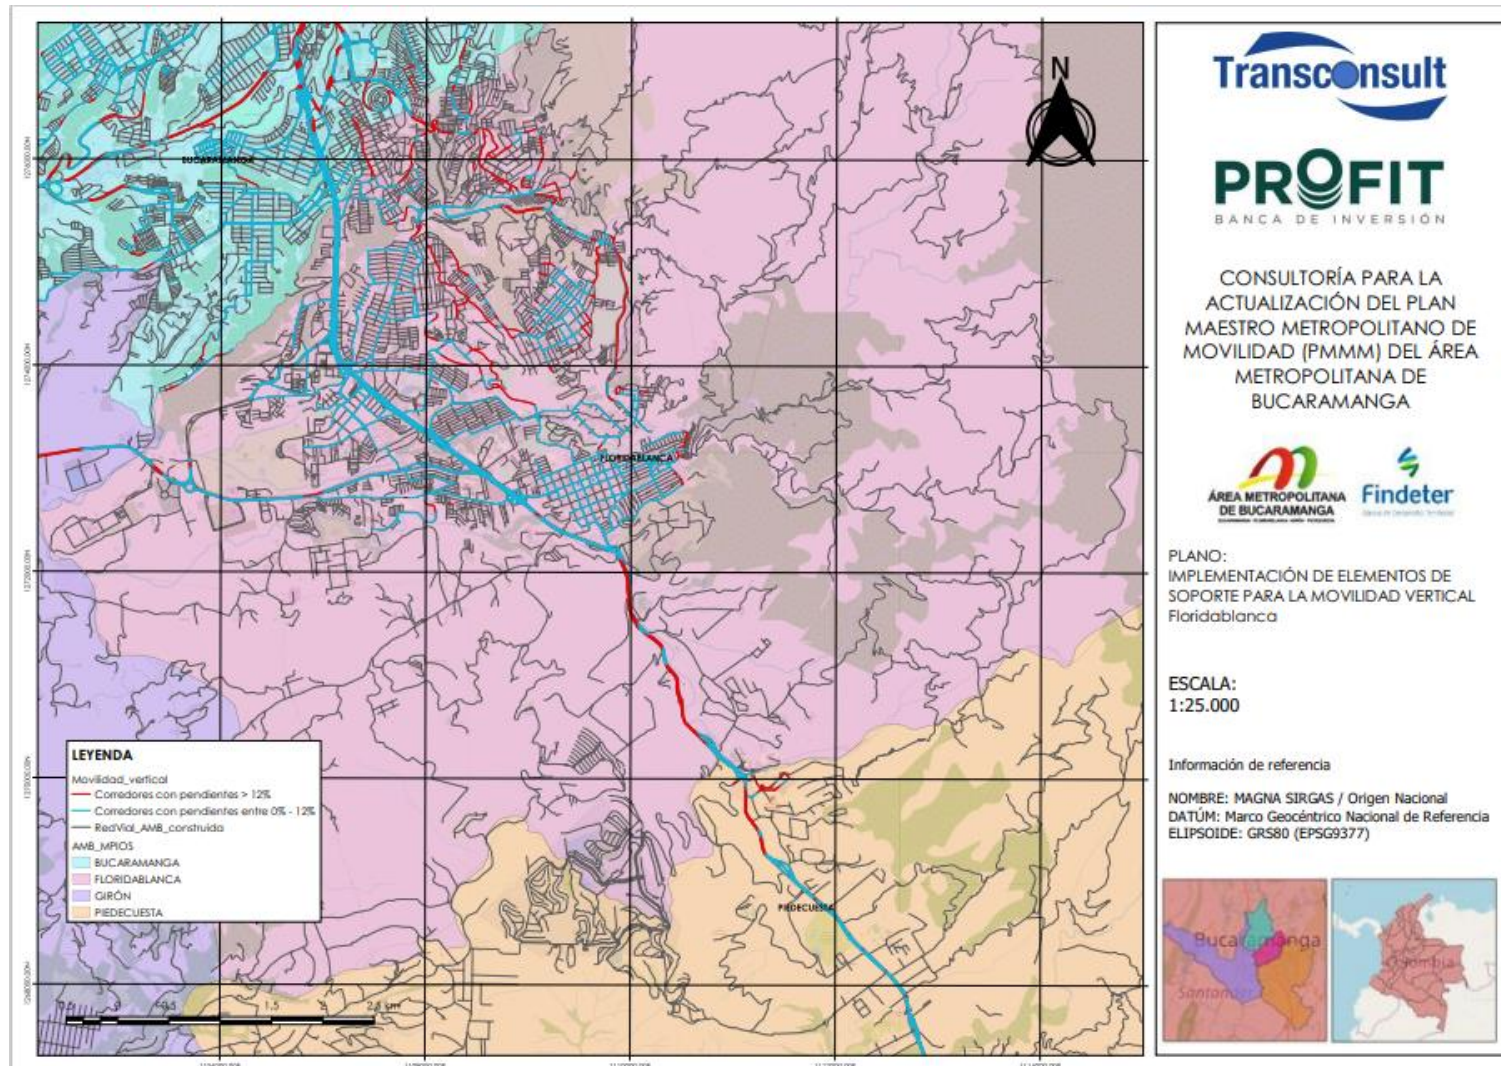 BUCARAMANGA
FLORIDABLANCA
PIEDECUESTA
N
LEYENDA
Movilidad_vertical
Corredores con pendientes > 12%
Corredores con pendientes entre 0% - 12%
RedVial_AMB_construida
AMB_MPIOS
BUCARAMANGA
FLORIDABLANCA
GIRÓN
PIEDECUESTA
Transconsult
PROFIT
BANCA DE INVERSIÓN
CONSULTORÍA PARA LA
ACTUALIZACIÓN DEL PLAN
MAESTRO METROPOLITANO DE
MOVILIDAD (PMMM) DEL ÁREA
METROPOLITANA DE
BUCARAMANGA
ÁREA METROPOLITANA
DE BUCARAMANGA
Findeter
PLANO:
IMPLEMENTACIÓN DE ELEMENTOS DE
SOPORTE PARA LA MOVILIDAD VERTICAL
Floridablanca
ESCALA:
1:25.000
Información de referencia
NOMBRE: MAGNA SIRGAS / Origen Nacional
DATÚM: Marco Geocéntrico Nacional de Referencia
ELIPSOIDE: GRS80 (EPSG9377)
Bucaramanga
Santander
Colombia